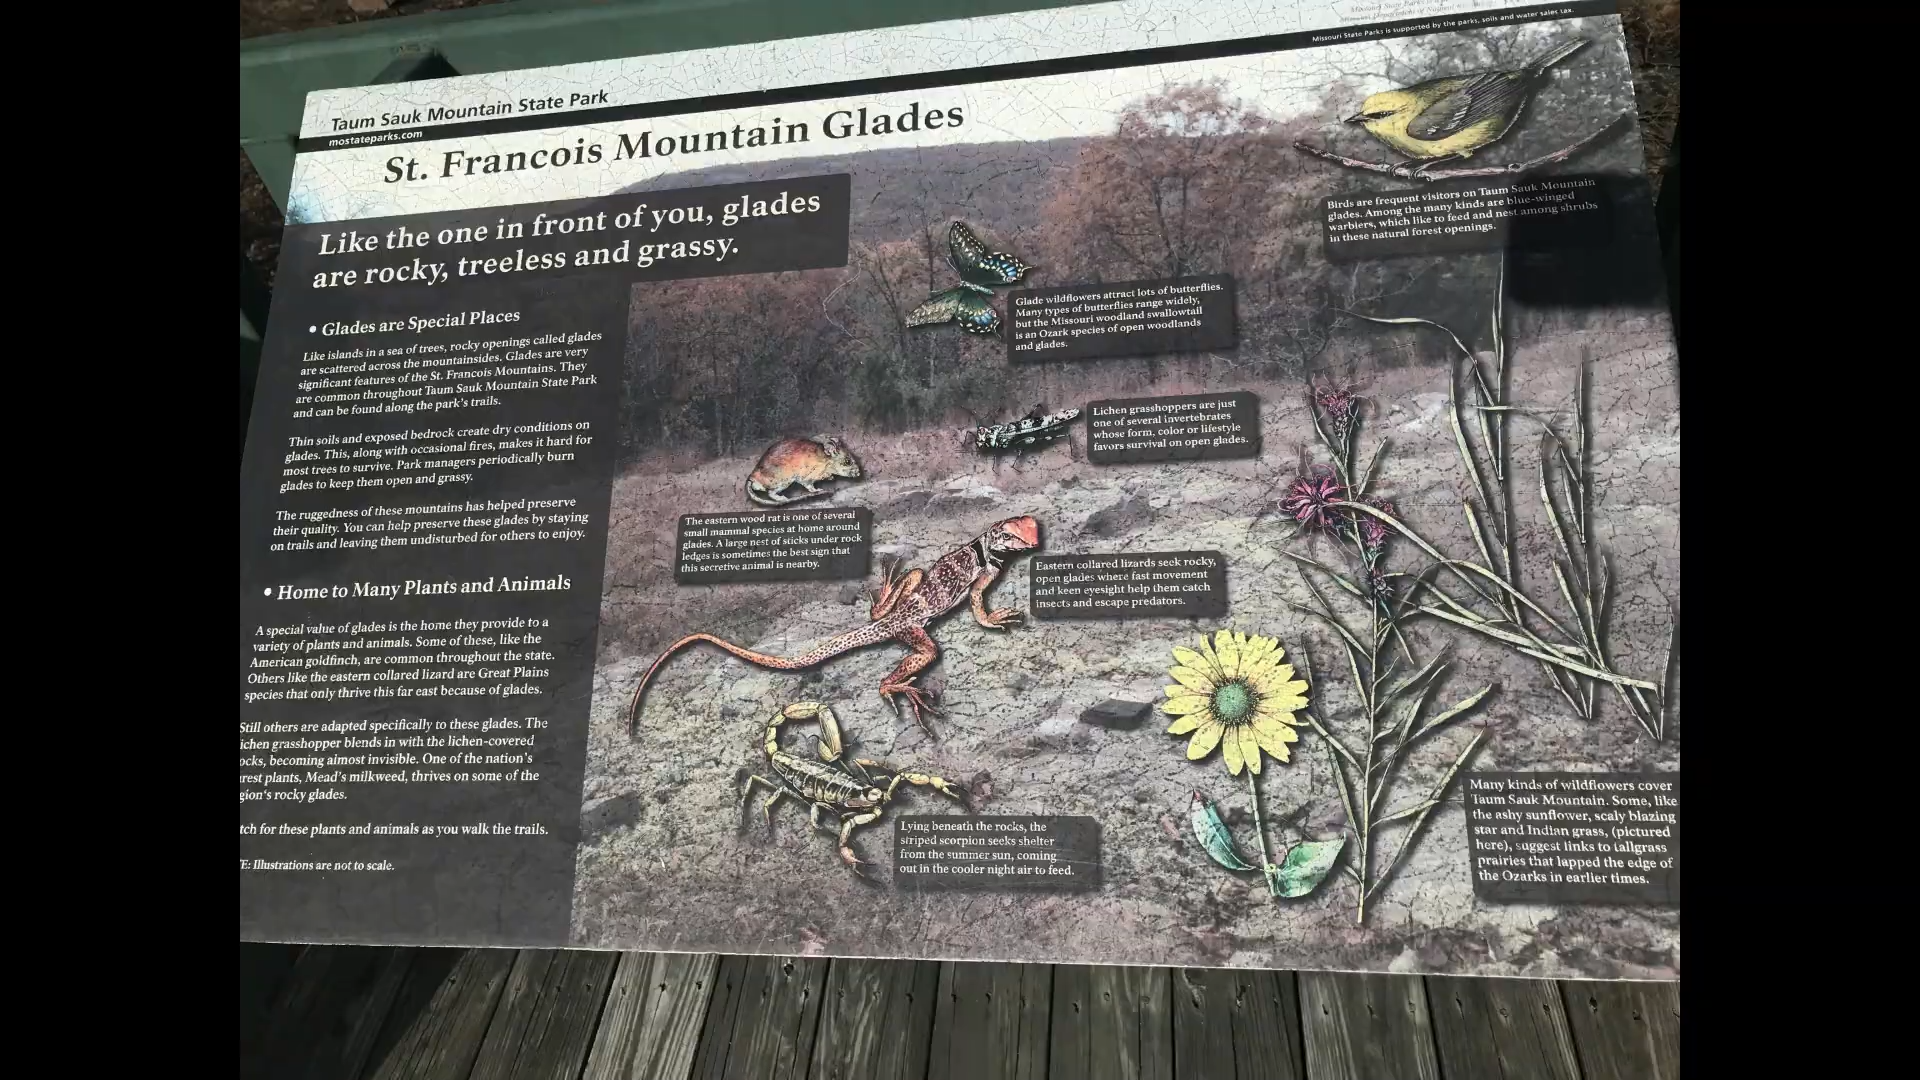 Missouri State Parks is supported by the parks, soils and water sales tax.
Taum Sauk Mountain State Park
mostateparks.com
St. Francois Mountain Glades
Like the one in front of you, glades
are rocky, treeless and grassy.
• Glades are Special Places
Like islands in a sea of trees, rocky openings called glades
are scattered across the mountainsides. Glades are very
significant features of the St. Francois Mountains. They
are common throughout Taum Sauk Mountain State Park
and can be found along the park's trails.
Thin soils and exposed bedrock create dry conditions on
glades. This, along with occasional fires, makes it hard for
most trees to survive. Park managers periodically burn
glades to keep them open and grassy.
The ruggedness of these mountains has helped preserve
their quality. You can help preserve these glades by staying
on trails and leaving them undisturbed for others to enjoy.
• Home to Many Plants and Animals
A special value of glades is the home they provide to a
variety of plants and animals. Some of these, like the
American goldfinch, are common throughout the state.
Others like the eastern collared lizard are Great Plains
species that only thrive this far east because of glades.
Still others are adapted specifically to these glades. The
ichen grasshopper blends in with the lichen-covered
ocks, becoming almost invisible. One of the nation's
rest plants, Mead's milkweed, thrives on some of the
gion's rocky glades.
tch for these plants and animals as you walk the trails.
E: Illustrations are not to scale.
Birds are frequent visitors on Taum Sauk Mountain
glades. Among the many kinds are blue-winged
warblers, which like to feed and nest among shrubs
in these natural forest openings.
Glade wildflowers attract lots of butterflies.
Many types of butterflies range widely,
but the Missouri woodland swallowtail
is an Ozark species of open woodlands
and glades.
Lichen grasshoppers are just
one of several invertebrates
whose form, color or lifestyle
favors survival on open glades.
The eastern wood rat is one of several
small mammal species at home around
glades. A large nest of sticks under rock
ledges is sometimes the best sign that
this secretive animal is nearby.
Eastern collared lizards seek rocky,
open glades where fast movement
and keen eyesight help them catch
insects and escape predators.
Lying beneath the rocks, the
striped scorpion seeks shelter
from the summer sun, coming
out in the cooler night air to feed.
Many kinds of wildflowers cover
Taum Sauk Mountain. Some, like
the ashy sunflower, scaly blazing
star and Indian grass, (pictured
here), suggest links to tallgrass
prairies that lapped the edge of
the Ozarks in earlier times.